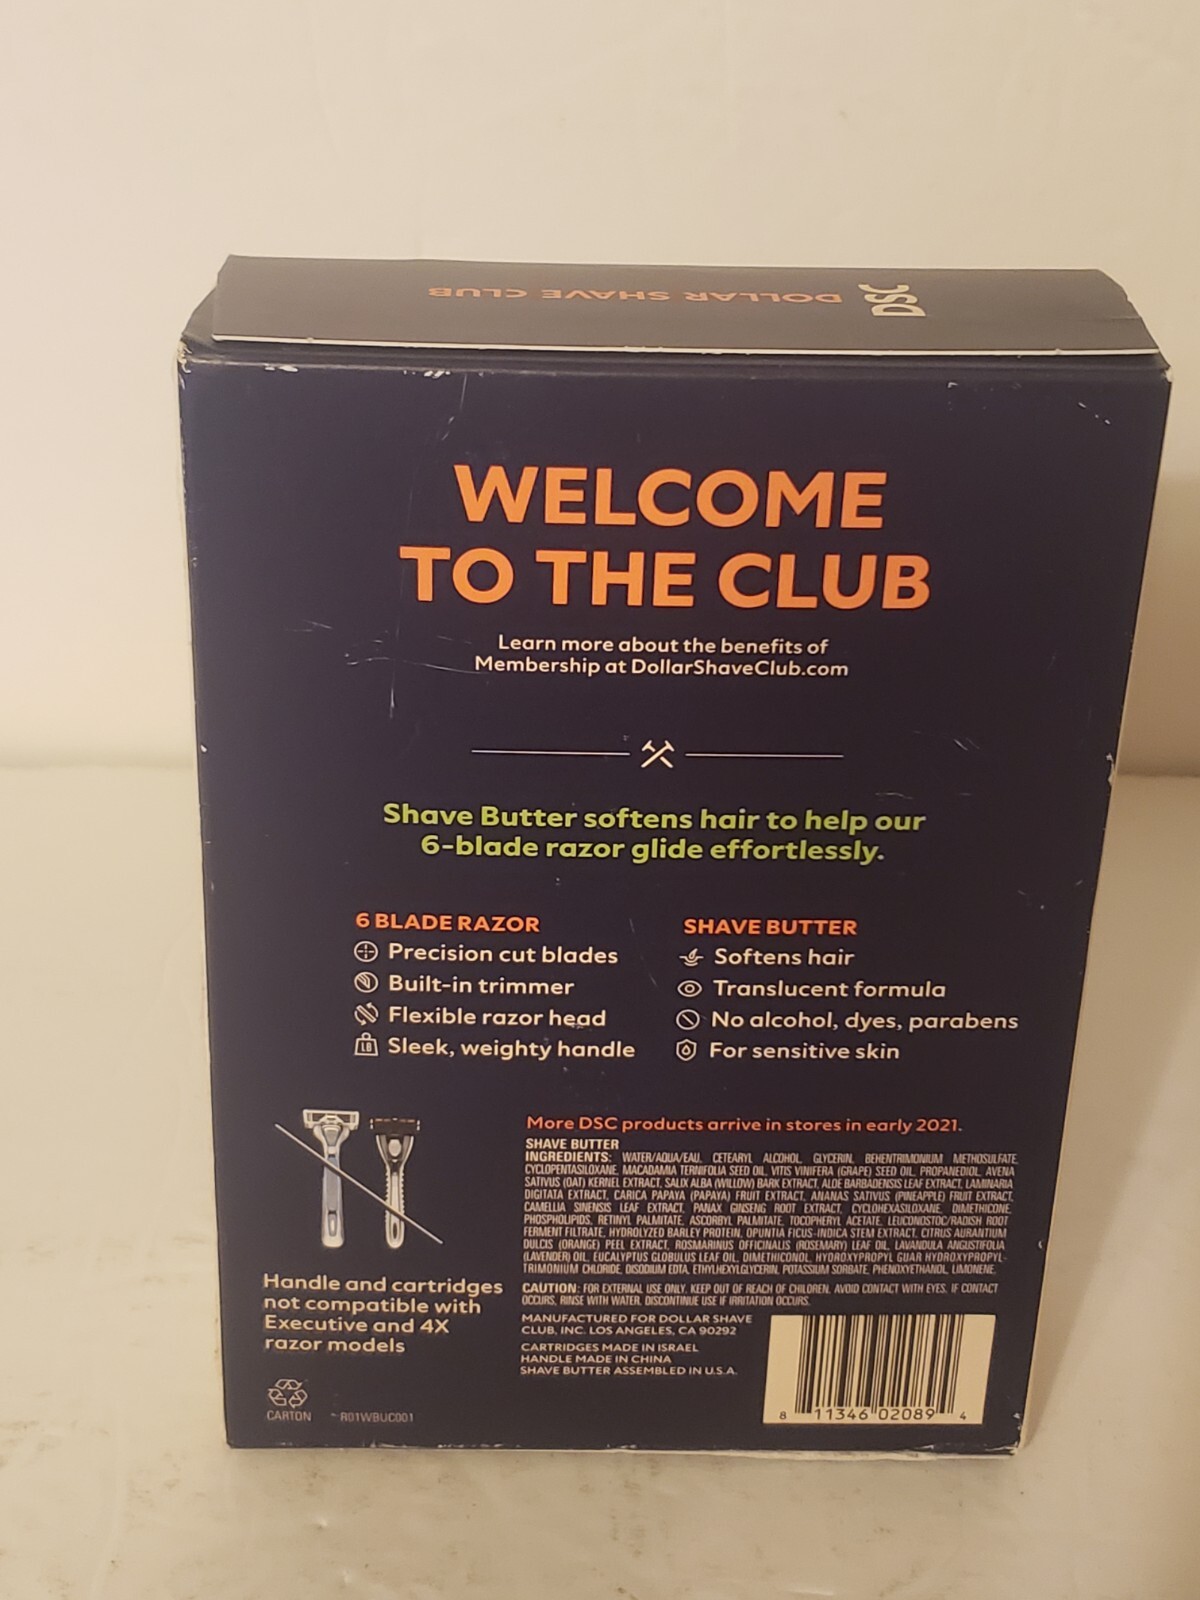 DSC DOLLAR SHAVE CLUB
WELCOME
TO THE CLUB
Learn more about the benefits of
Membership at DollarShaveClub.com
Shave Butter softens hair to help our
6-blade razor glide effortlessly.
6 BLADE RAZOR
Precision cut blades
Built-in trimmer
Flexible razor head
LB
Sleek, weighty handle
SHAVE BUTTER
Softens hair
Translucent formula
No alcohol, dyes, parabens
For sensitive skin
Handle and cartridges
not compatible with
Executive and 4X
razor models
CARTON
R01WBUC001
More DSC products arrive in stores in early 2021.
SHAVE BUTTER
INGREDIENTS: WATER/AQUA/EAU, CETEARYL ALCOHOL, GLYCERIN, BEHENTRIMONIUM METHOSULFATE,
CYCLOPENTASILOXANE, MACADAMIA TERNIFOLIA SEED OIL, VITIS VINIFERA (GRAPE) SEED OIL, PROPANEDIOL, AVENA
SATIVUS (OAT) KERNEL EXTRACT, SALIX ALBA (WILLOW) BARK EXTRACT, ALOE BARBADENSIS LEAF EXTRACT, LAMINARIA
DIGITATA EXTRACT, CARICA PAPAYA (PAPAYA) FRUIT EXTRACT, ANANAS SATIVUS (PINEAPPLE) FRUIT EXTRACT,
CAMELLIA SINENSIS LEAF EXTRACT, PANAX GINSENG ROOT EXTRACT, CYCLOHEXASILOXANE, DIMETHICONE,
PHOSPHOLIPIDS, RETINYL PALMITATE, ASCORBYL PALMITATE, TOCOPHERYL ACETATE, LEUCONOSTOC/RADISH ROOT
FERMENT FILTRATE, HYDROLYZED BARLEY PROTEIN, OPUNTIA FICUS-INDICA STEM EXTRACT, CITRUS AURANTIUM
DULCIS (ORANGE) PEEL EXTRACT, ROSMARINUS OFFICINALIS (ROSEMARY) LEAF OIL, LAVANDULA ANGUSTIFOLIA
(LAVENDER) OIL, EUCALYPTUS GLOBULUS LEAF OIL, DIMETHICONOL, HYDROXYPROPYL GUAR HYDROXYPROPYL-
TRIMONIUM CHLORIDE, DISODIUM EDTA, ETHYLHEXYLGLYCERIN, POTASSIUM SORBATE, PHENOXYETHANOL, LIMONENE.
CAUTION: FOR EXTERNAL USE ONLY. KEEP OUT OF REACH OF CHILDREN. AVOID CONTACT WITH EYES. IF CONTACT
OCCURS, RINSE WITH WATER. DISCONTINUE USE IF IRRITATION OCCURS.
MANUFACTURED FOR DOLLAR SHAVE
CLUB, INC. LOS ANGELES, CA 90292
CARTRIDGES MADE IN ISRAEL
HANDLE MADE IN CHINA
SHAVE BUTTER ASSEMBLED IN U.S.A.
8 11346 02089 4